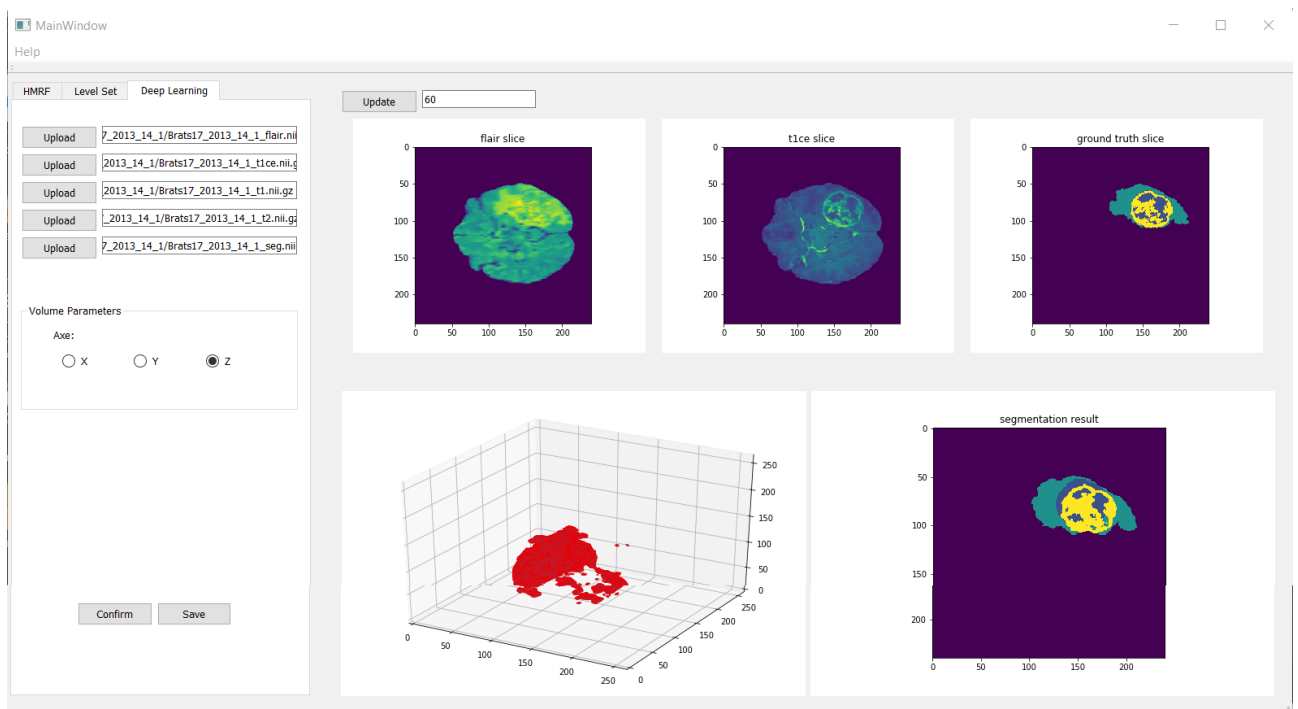 MainWindow
Help
HMRF Level Set Deep Learning
Upload 7_2013_14_1/Brats17_2013_14_1_flair.nii
Upload 2013_14_1/Brats17_2013_14_1_t1ce.nii.g
Upload 2013_14_1/Brats17_2013_14_1_t1.nii.gz
Upload _2013_14_1/Brats17_2013_14_1_t2.nii.gz
Upload 7_2013_14_1/Brats17_2013_14_1_seg.nii
Volume Parameters
Axe:
X Y Z
Confirm Save
Update 60
flair slice
0
50
100
150
200
0 50 100 150 200
t1ce slice
0
50
100
150
200
0 50 100 150 200
ground truth slice
0
50
100
150
200
0 50 100 150 200
250
200
150
100
50
0
250
200
150
100
50
0
0 50 100 150 200 250
segmentation result
0
50
100
150
200
0 50 100 150 200